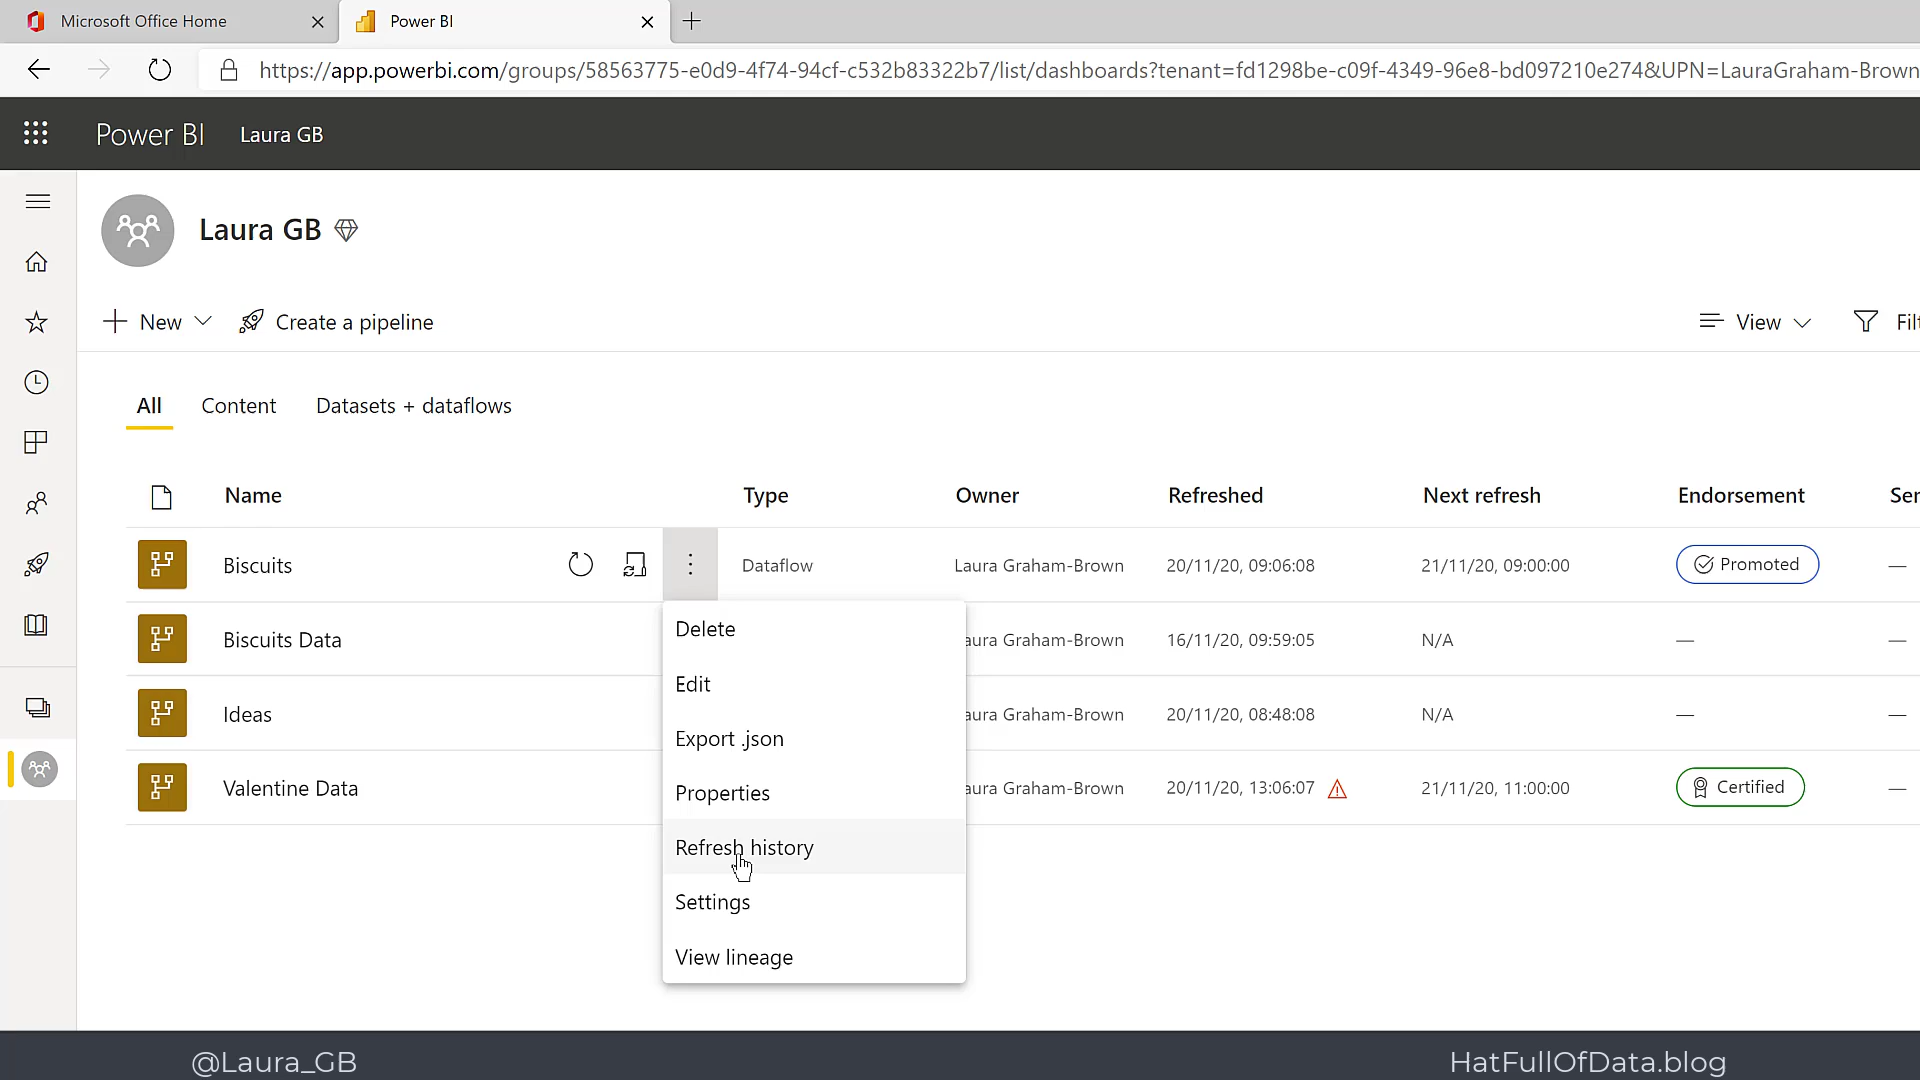 Microsoft Office Home
Power BI
https://app.powerbi.com/groups/58563775-e0d9-4f74-94cf-c532b83322b7/list/dashboards?tenant=fd1298be-c09f-4349-96e8-bd097210e274&UPN=LauraGraham-Brown
Power BI Laura GB
Laura GB
New Create a pipeline View Filt
All Content Datasets + dataflows
Name Type Owner Refreshed Next refresh Endorsement Sen
Biscuits Dataflow Laura Graham-Brown 20/11/20, 09:06:08 21/11/20, 09:00:00 Promoted —
Biscuits Data aura Graham-Brown 16/11/20, 09:59:05 N/A — —
Ideas aura Graham-Brown 20/11/20, 08:48:08 N/A — —
Valentine Data aura Graham-Brown 20/11/20, 13:06:07 21/11/20, 11:00:00 Certified —
Delete
Edit
Export .json
Properties
Refresh history
Settings
View lineage
@Laura_GB HatFullOfData.blog